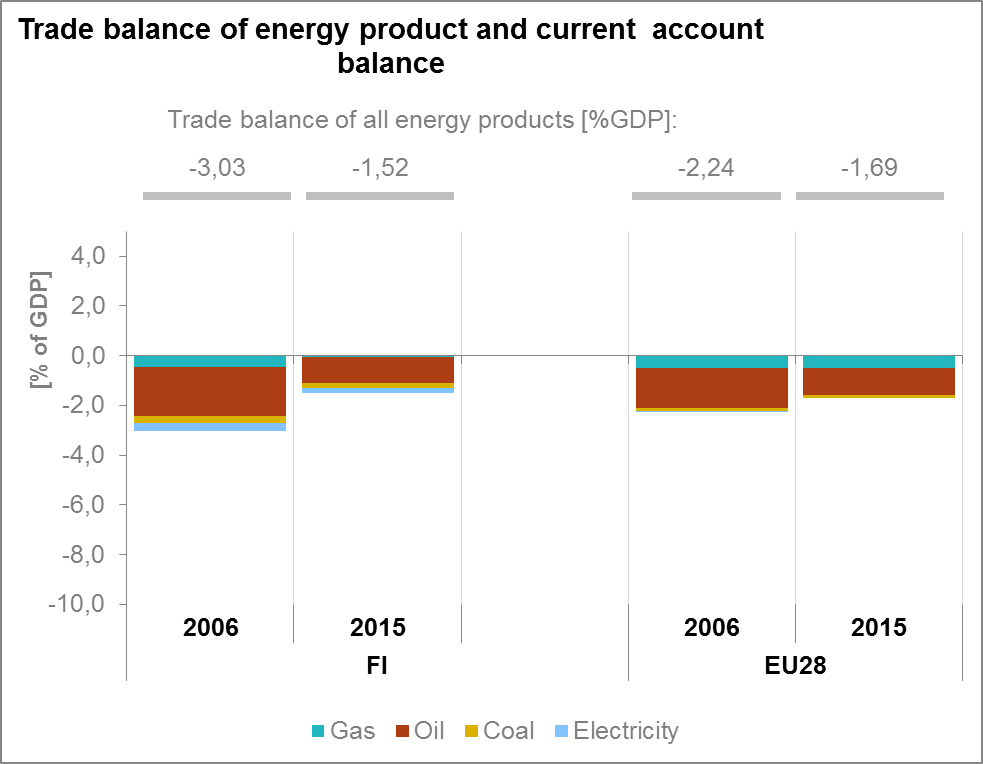 Trade balance of energy product and current  account
balance
Trade balance of all energy products [%GDP]:
-3,03 -1,52 -2,24 -1,69
[% of GDP]
4,0
2,0
0,0
-2,0
-4,0
-6,0
-8,0
-10,0
2006 2015 2006 2015
FI EU28
Gas Oil Coal Electricity